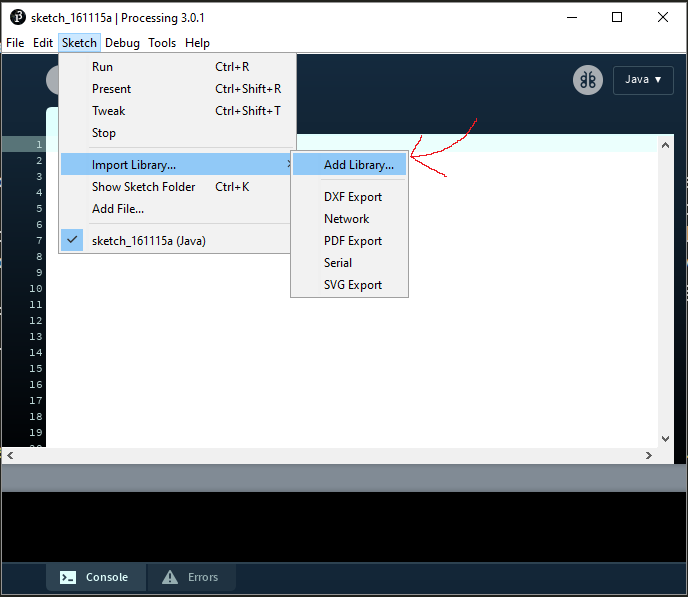 sketch_161115a | Processing 3.0.1
File Edit Sketch Debug Tools Help
Java ▾
Run Ctrl+R
Present Ctrl+Shift+R
Tweak Ctrl+Shift+T
Stop
Import Library...
Show Sketch Folder Ctrl+K
Add File...
sketch_161115a (Java)
Add Library...
DXF Export
Network
PDF Export
Serial
SVG Export
1
2
3
4
5
6
7
8
9
10
11
12
13
14
15
16
17
18
19
20
Console Errors